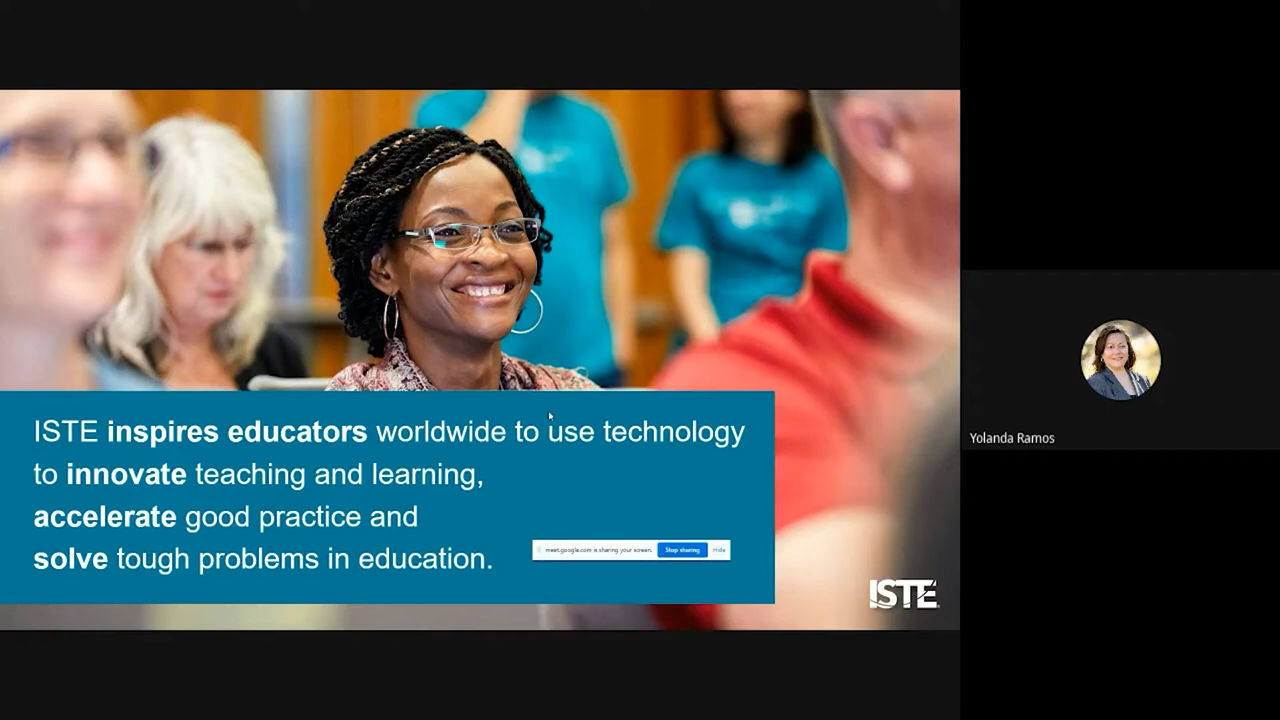 ISTE inspires educators worldwide to use technology
to innovate teaching and learning,
accelerate good practice and
solve tough problems in education.
meet.google.com is sharing your screen. Stop sharing Hide
ISTE
Yolanda Ramos